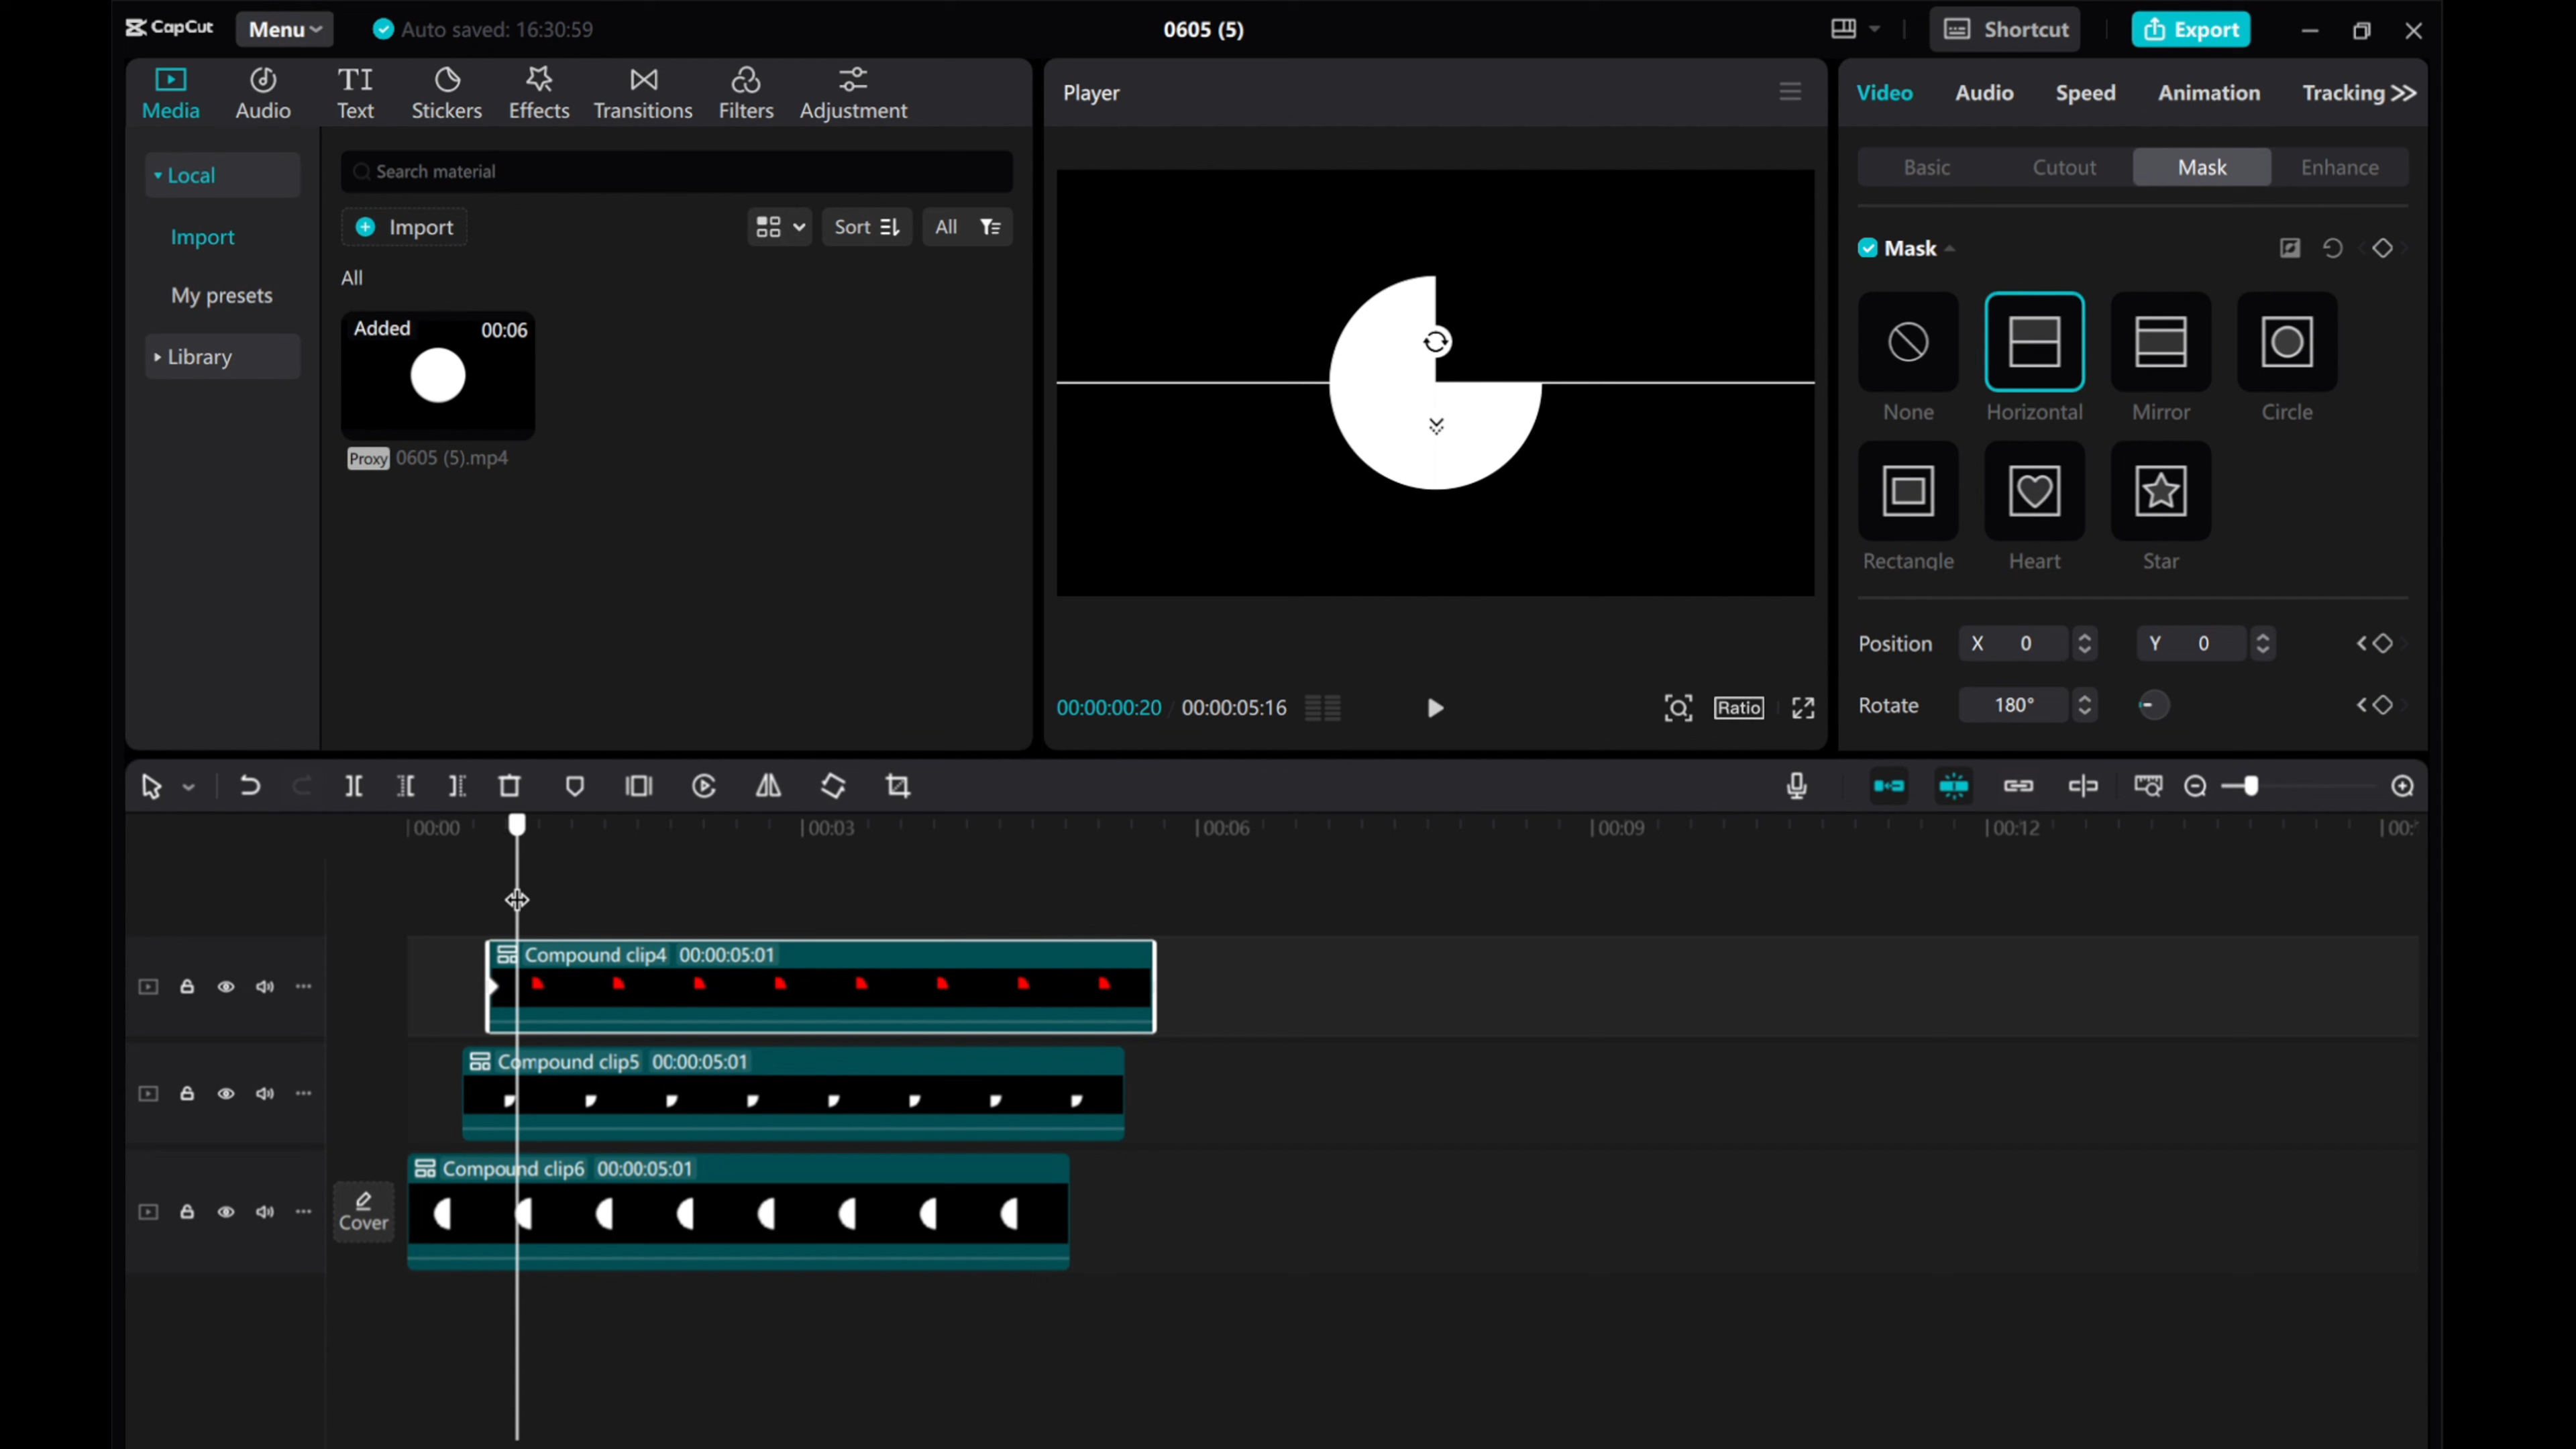 CapCut Menu Auto saved: 16:30:59 0605 (5) Shortcut Export
Media Audio Text Stickers Effects Transitions Filters Adjustment
Local
Import
My presets
Library
Search material
Import Sort All
All
Added 00:06
Proxy 0605 (5).mp4
Player
00:00:00:20 / 00:00:05:16 Ratio
Video Audio Speed Animation Tracking
Basic Cutout Mask Enhance
Mask
None Horizontal Mirror Circle
Rectangle Heart Star
Position X 0 Y 0
Rotate 180°
00:00 00:03 00:06 00:09 00:12 00:
Compound clip4 00:00:05:01
Compound clip5 00:00:05:01
Compound clip6 00:00:05:01
Cover